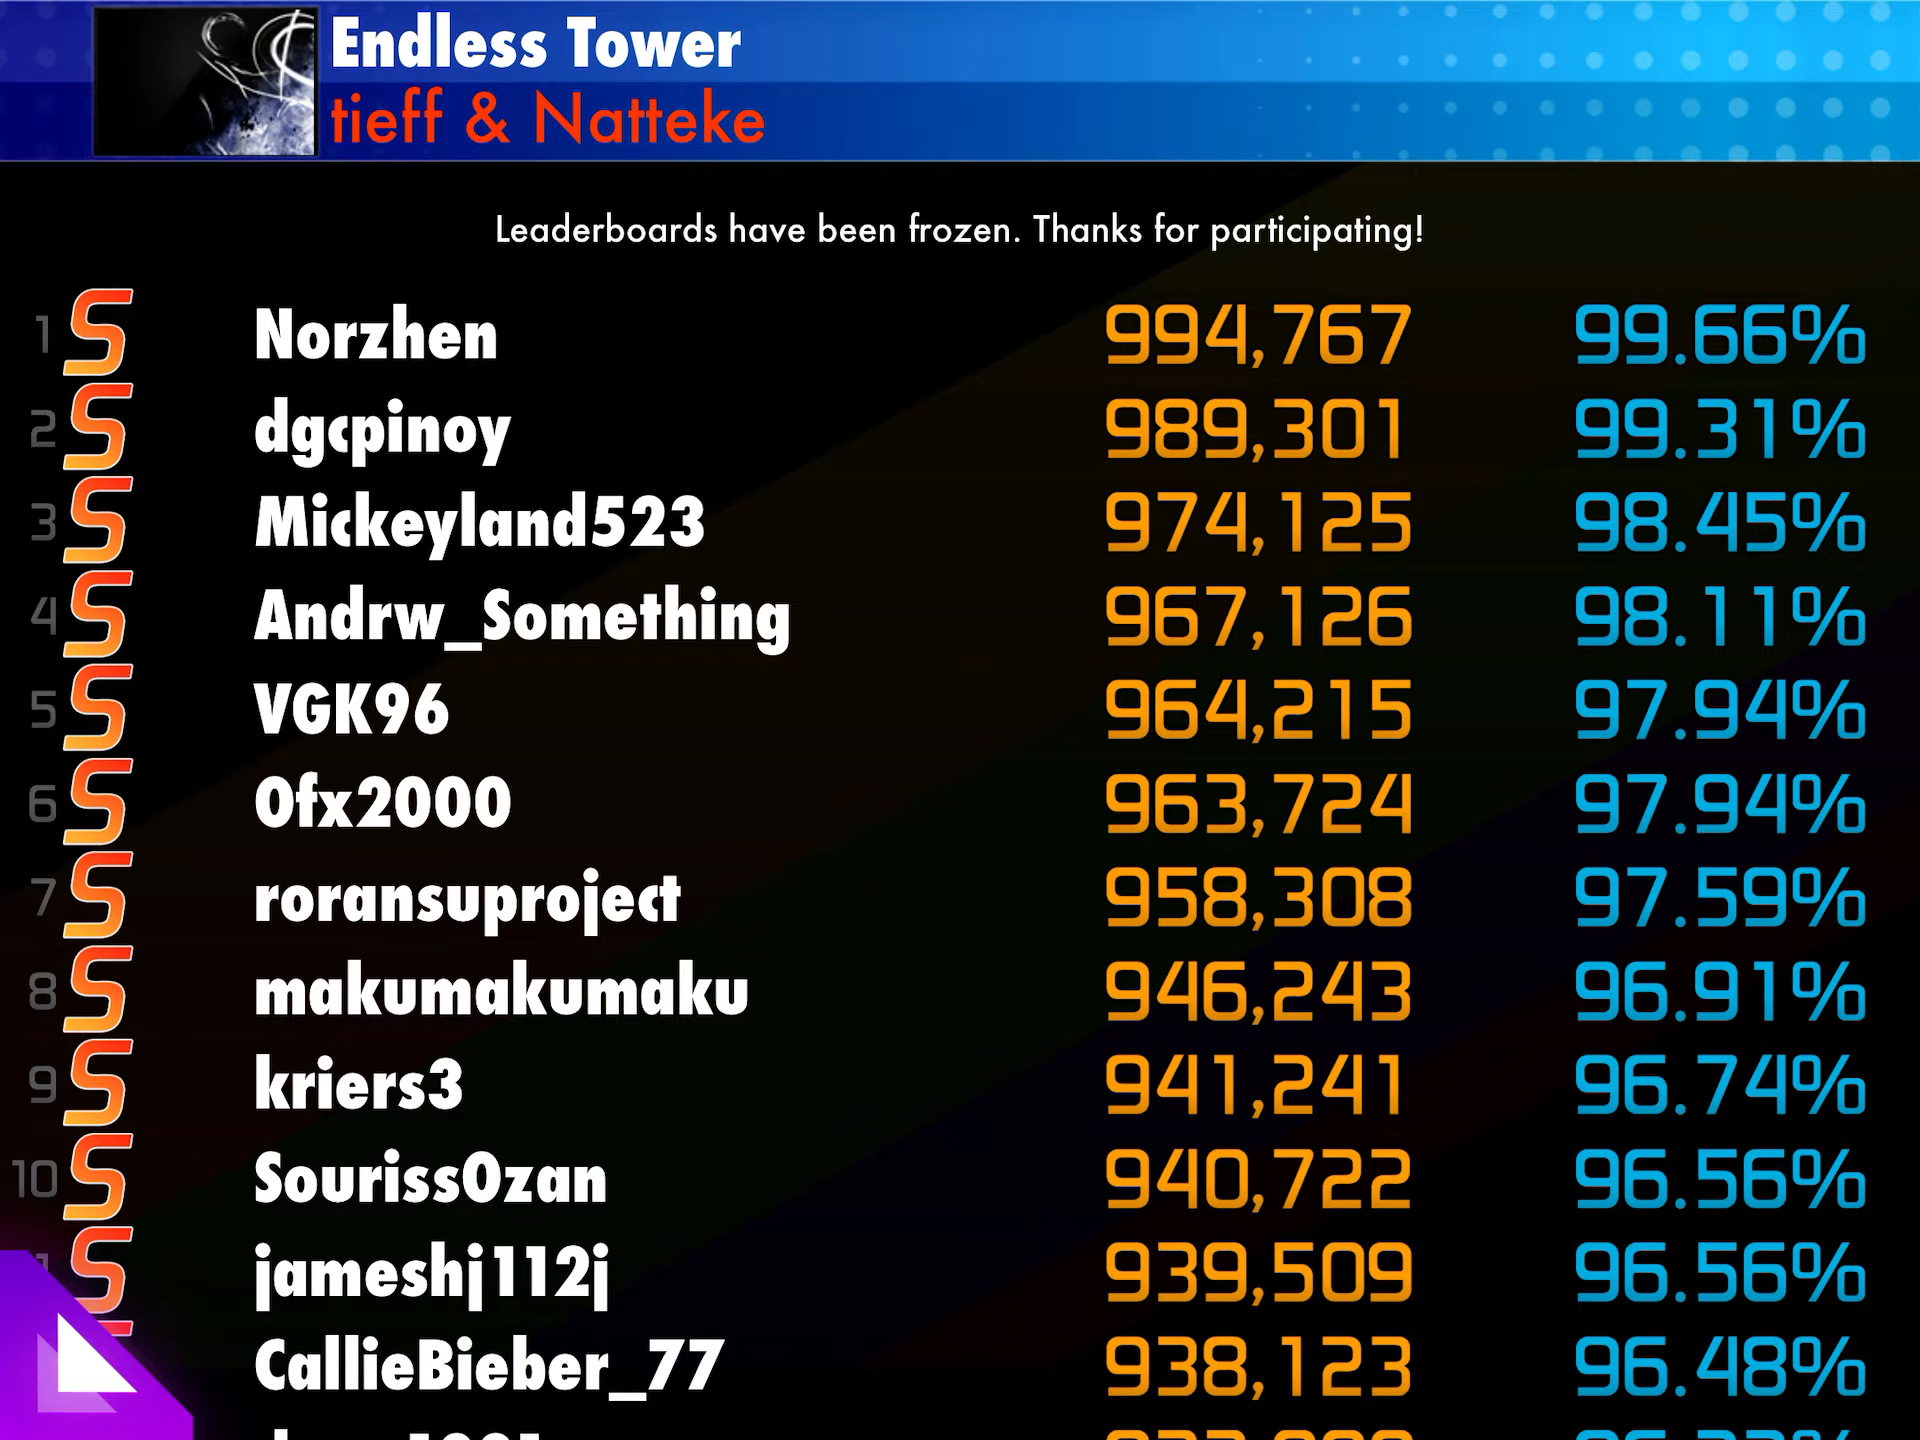 Endless Tower
tieff & Natteke
Leaderboards have been frozen. Thanks for participating!
1 S Norzhen 994,767 99.66%
2 S dgcpinoy 989,301 99.31%
3 S Mickeyland523 974,125 98.45%
4 S Andrw_Something 967,126 98.11%
5 S VGK96 964,215 97.94%
6 S 0fx2000 963,724 97.94%
7 S roransuproject 958,308 97.59%
8 S makumakumaku 946,243 96.91%
9 S kriers3 941,241 96.74%
10 S Souriss0zan 940,722 96.56%
S jameshj112j 939,509 96.56%
CallieBieber_77 938,123 96.48%